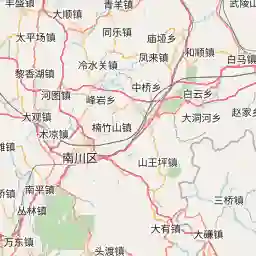 丰盛镇
青羊镇
武陵山
大顺镇
太平场镇
同乐镇
庙垭乡
凤来镇
和顺镇
冷水关镇
白马镇
黎香湖镇
中桥乡
河图镇
峰岩乡
白云乡
大观镇
大洞河乡
赵家乡
木凉镇
楠竹山镇
南川区
山王坪镇
南平镇
三桥镇
桥镇
丛林镇
大有镇
大䃎镇
万东镇
头渡镇